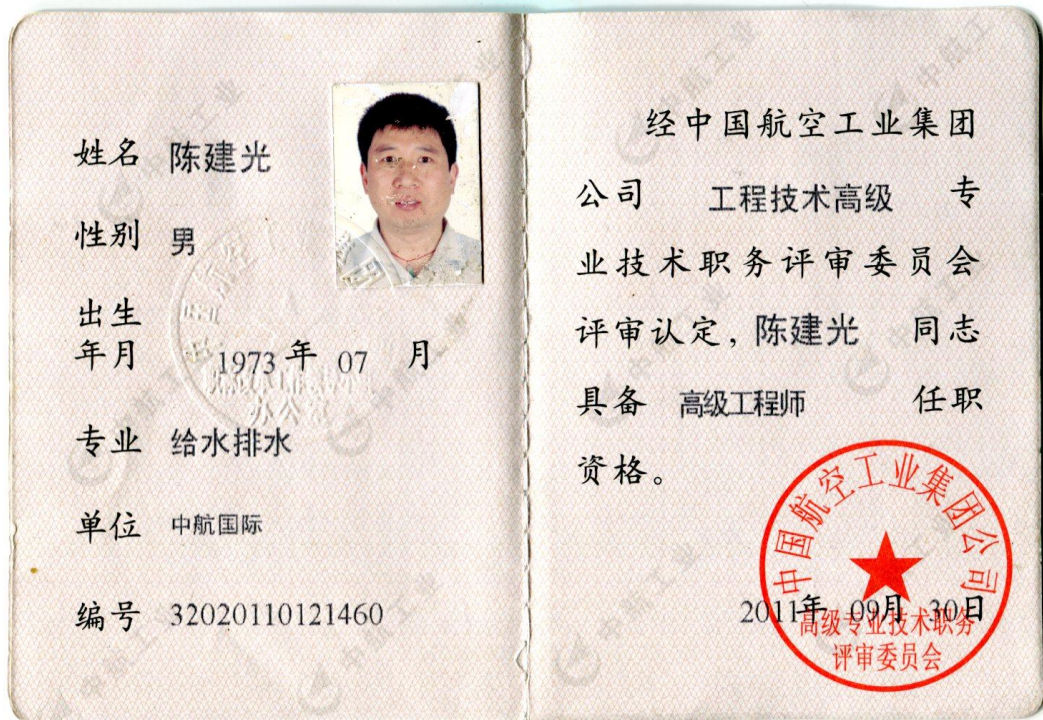 姓名 陈建光
性别 男
出生
年月 1973 年 07 月
专业 给水排水
单位 中航国际
编号 32020110121460
经中国航空工业集团
公司 工程技术高级 专
业技术职务评审委员会
评审认定，陈建光 同志
具备 高级工程师 任职
资格。
中国航空工业集团公司
2011年 09月 30日
高级专业技术职务
评审委员会
中航工业